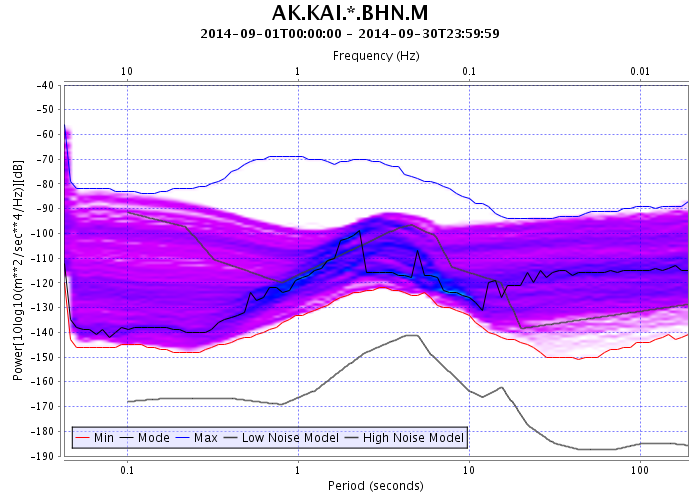 AK.KAI.*.BHN.M
2014-09-01T00:00:00 - 2014-09-30T23:59:59
Frequency (Hz)
10 1 0.1 0.01
-40
-50
-60
-70
-80
-90
-100
-110
-120
-130
-140
-150
-160
-170
-180
-190
Power[10log10(m**2/sec**4/Hz)][dB]
Min Mode Max Low Noise Model High Noise Model
0.1 1 10 100
Period (seconds)